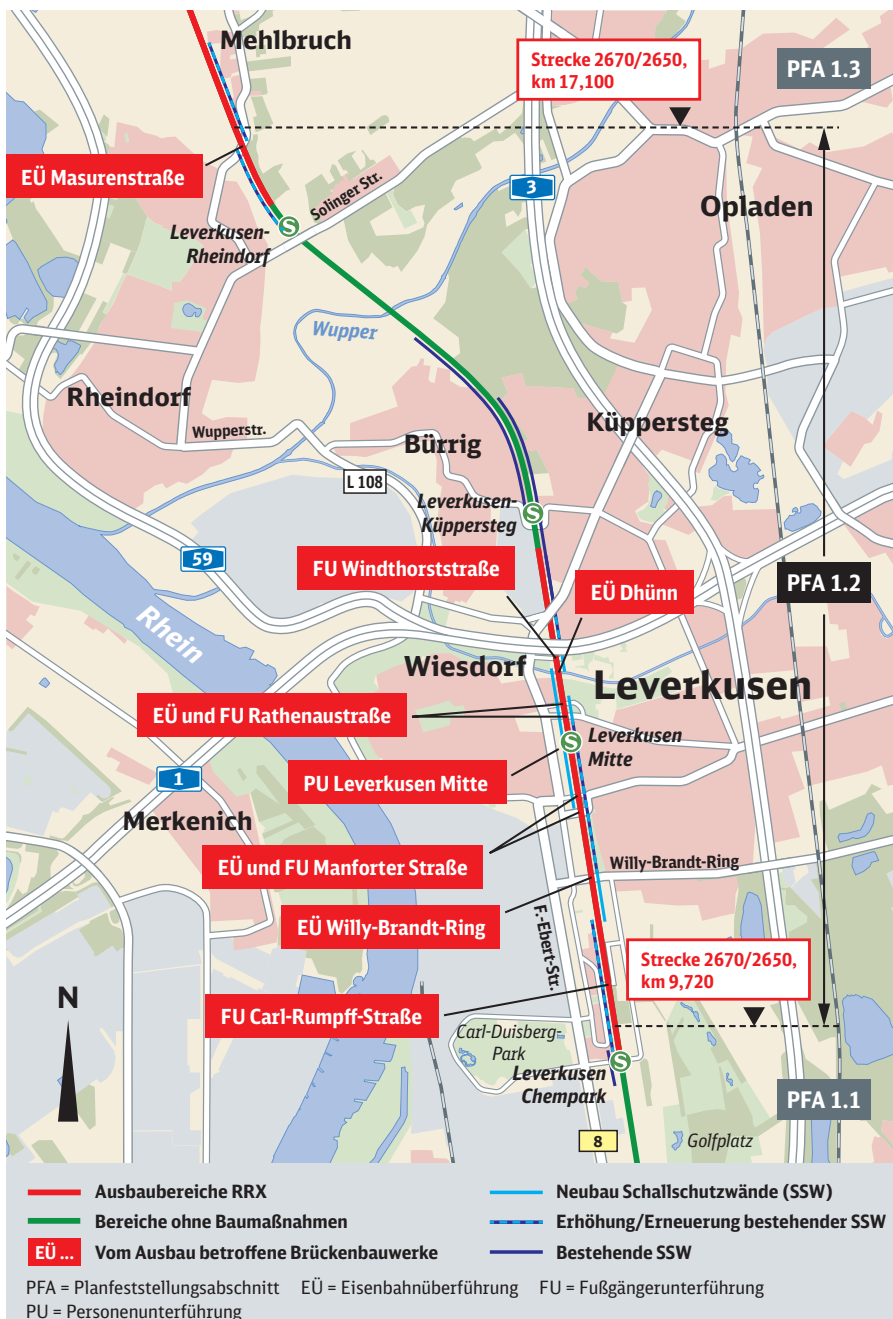 Mehlbruch
Strecke 2670/2650,
km 17,100
PFA 1.3
EÜ Masurenstraße
Solinger Str.
3
Opladen
Leverkusen-
Rheindorf
S
Wupper
Rheindorf
Wupperstr.
Bürrig
Küppersteg
L 108
Leverkusen-
Küppersteg
S
59
FU Windthorststraße
EÜ Dhünn
PFA 1.2
Rhein
Wiesdorf
Leverkusen
EÜ und FU Rathenaustraße
S
Leverkusen
Mitte
1
PU Leverkusen Mitte
Merkenich
EÜ und FU Manforter Straße
Willy-Brandt-Ring
EÜ Willy-Brandt-Ring
F.-Ebert-Str.
Strecke 2670/2650,
km 9,720
N
FU Carl-Rumpff-Straße
Carl-Duisberg-
Park
Leverkusen
Chempark
S
PFA 1.1
8
Golfplatz
Ausbaubereiche RRX
Neubau Schallschutzwände (SSW)
Bereiche ohne Baumaßnahmen
Erhöhung/Erneuerung bestehender SSW
EÜ ... Vom Ausbau betroffene Brückenbauwerke
Bestehende SSW
PFA = Planfeststellungsabschnitt EÜ = Eisenbahnüberführung FU = Fußgängerunterführung
PU = Personenunterführung